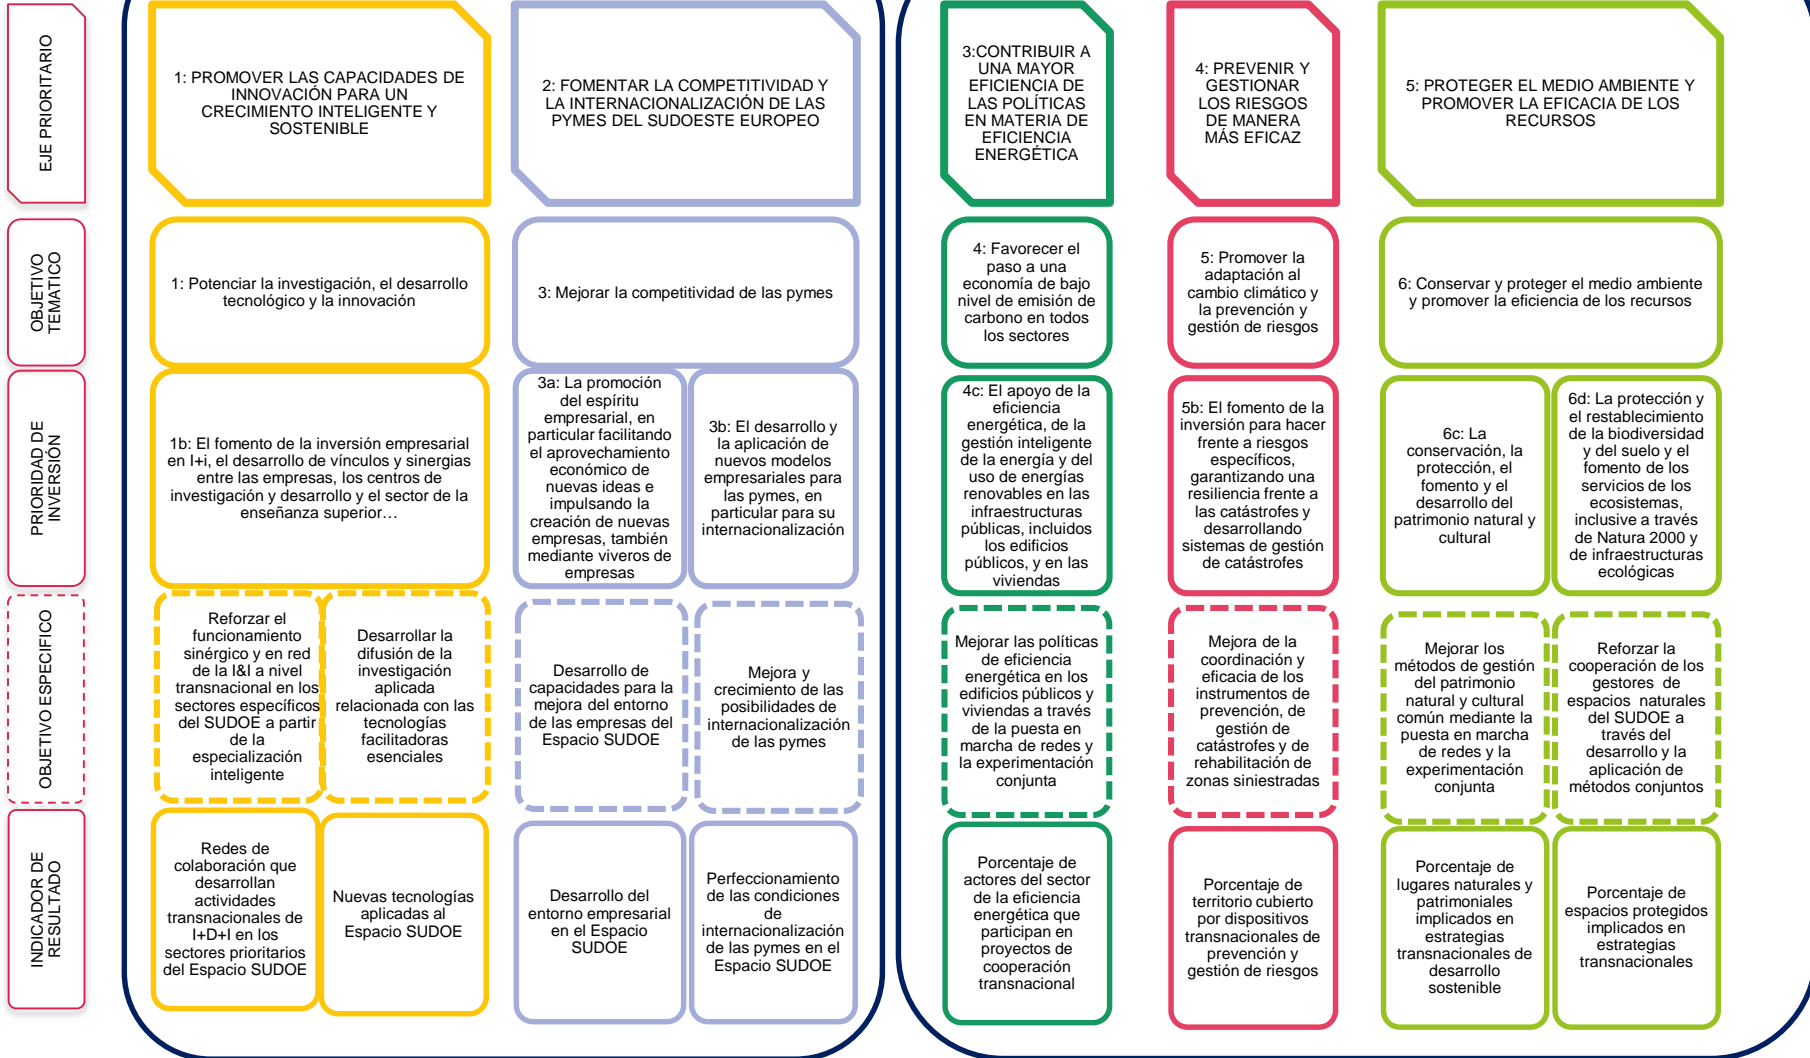 EJE PRIORITARIO
1: PROMOVER LAS CAPACIDADES DE
INNOVACIÓN PARA UN
CRECIMIENTO INTELIGENTE Y
SOSTENIBLE
2: FOMENTAR LA COMPETITIVIDAD Y
LA INTERNACIONALIZACIÓN DE LAS
PYMES DEL SUDOESTE EUROPEO
3:CONTRIBUIR A
UNA MAYOR
EFICIENCIA DE
LAS POLÍTICAS
EN MATERIA DE
EFICIENCIA
ENERGÉTICA
4: PREVENIR Y
GESTIONAR
LOS RIESGOS
DE MANERA
MÁS EFICAZ
5: PROTEGER EL MEDIO AMBIENTE Y
PROMOVER LA EFICACIA DE LOS
RECURSOS
OBJETIVO
TEMATICO
1: Potenciar la investigación, el desarrollo
tecnológico y la innovación
3: Mejorar la competitividad de las pymes
4: Favorecer el
paso a una
economía de bajo
nivel de emisión de
carbono en todos
los sectores
5: Promover la
adaptación al
cambio climático y
la prevención y
gestión de riesgos
6: Conservar y proteger el medio ambiente
y promover la eficiencia de los recursos
PRIORIDAD DE
INVERSIÓN
1b: El fomento de la inversión empresarial
en I+i, el desarrollo de vínculos y sinergias
entre las empresas, los centros de
investigación y desarrollo y el sector de la
enseñanza superior…
3a: La promoción
del espíritu
empresarial, en
particular facilitando
el aprovechamiento
económico de
nuevas ideas e
impulsando la
creación de nuevas
empresas, también
mediante viveros de
empresas
3b: El desarrollo y
la aplicación de
nuevos modelos
empresariales para
las pymes, en
particular para su
internacionalización
4c: El apoyo de la
eficiencia
energética, de la
gestión inteligente
de la energía y del
uso de energías
renovables en las
infraestructuras
públicas, incluidos
los edificios
públicos, y en las
viviendas
5b: El fomento de la
inversión para hacer
frente a riesgos
específicos,
garantizando una
resiliencia frente a
las catástrofes y
desarrollando
sistemas de gestión
de catástrofes
6c: La
conservación, la
protección, el
fomento y el
desarrollo del
patrimonio natural y
cultural
6d: La protección y
el restablecimiento
de la biodiversidad
y del suelo y el
fomento de los
servicios de los
ecosistemas,
inclusive a través
de Natura 2000 y
de infraestructuras
ecológicas
OBJETIVO ESPECIFICO
Reforzar el
funcionamiento
sinérgico y en red
de la I&I a nivel
transnacional en los
sectores específicos
del SUDOE a partir
de la
especialización
inteligente
Desarrollar la
difusión de la
investigación
aplicada
relacionada con las
tecnologías
facilitadoras
esenciales
Desarrollo de
capacidades para la
mejora del entorno
de las empresas del
Espacio SUDOE
Mejora y
crecimiento de las
posibilidades de
internacionalización
de las pymes
Mejorar las políticas
de eficiencia
energética en los
edificios públicos y
viviendas a través
de la puesta en
marcha de redes y
la experimentación
conjunta
Mejora de la
coordinación y
eficacia de los
instrumentos de
prevención, de
gestión de
catástrofes y de
rehabilitación de
zonas siniestradas
Mejorar los
métodos de gestión
del patrimonio
natural y cultural
común mediante la
puesta en marcha
de redes y la
experimentación
conjunta
Reforzar la
cooperación de los
gestores de
espacios naturales
del SUDOE a
través del
desarrollo y la
aplicación de
métodos conjuntos
INDICADOR DE
RESULTADO
Redes de
colaboración que
desarrollan
actividades
transnacionales de
I+D+I en los
sectores prioritarios
del Espacio SUDOE
Nuevas tecnologías
aplicadas al
Espacio SUDOE
Desarrollo del
entorno empresarial
en el Espacio
SUDOE
Perfeccionamiento
de las condiciones
de
internacionalización
de las pymes en el
Espacio SUDOE
Porcentaje de
actores del sector
de la eficiencia
energética que
participan en
proyectos de
cooperación
transnacional
Porcentaje de
territorio cubierto
por dispositivos
transnacionales de
prevención y
gestión de riesgos
Porcentaje de
lugares naturales y
patrimoniales
implicados en
estrategias
transnacionales de
desarrollo
sostenible
Porcentaje de
espacios protegidos
implicados en
estrategias
transnacionales